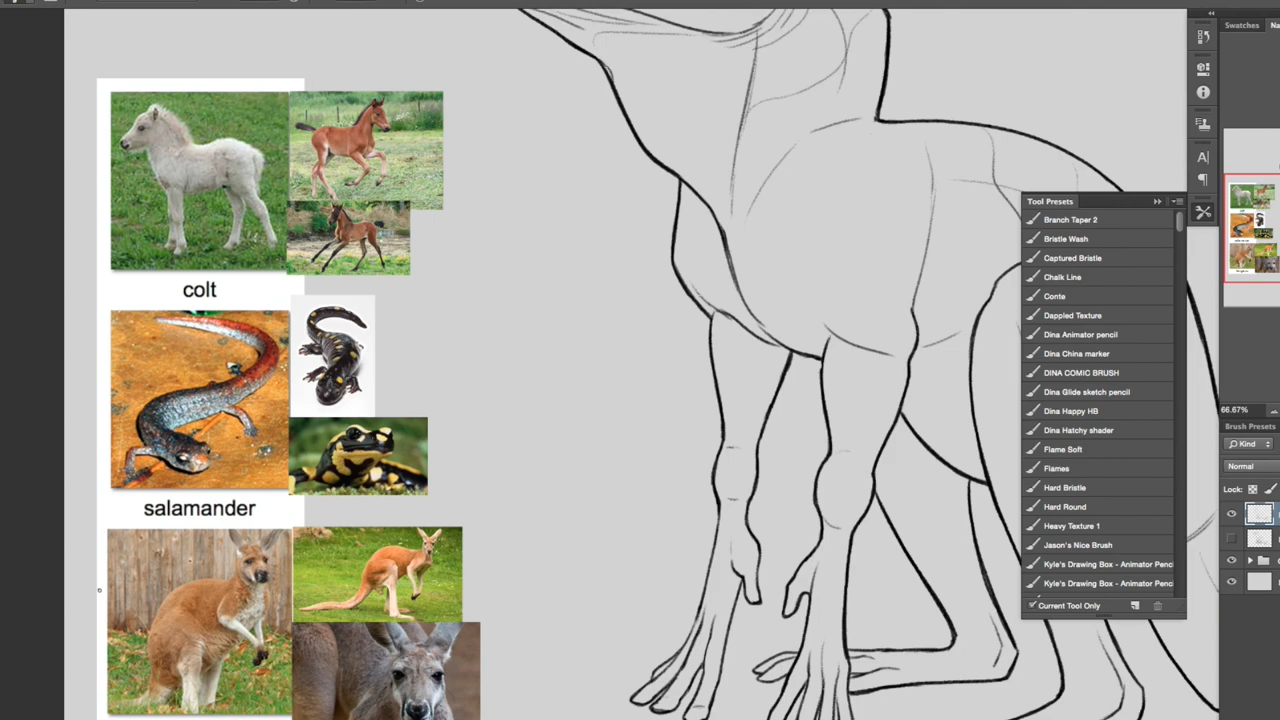 Swatches
Tool Presets
Branch Taper 2
Bristle Wash
Captured Bristle
Chalk Line
Conte
Dappled Texture
Dina Animator pencil
Dina China marker
DINA COMIC BRUSH
Dina Glide sketch pencil
Dina Happy HB
Dina Hatchy shader
Flame Soft
Flames
Hard Bristle
Hard Round
Heavy Texture 1
Jason's Nice Brush
Kyle's Drawing Box - Animator Penc
Kyle's Drawing Box - Animator Penc
Current Tool Only
colt
salamander
66.67%
Brush Presets
Kind
Normal
Lock: